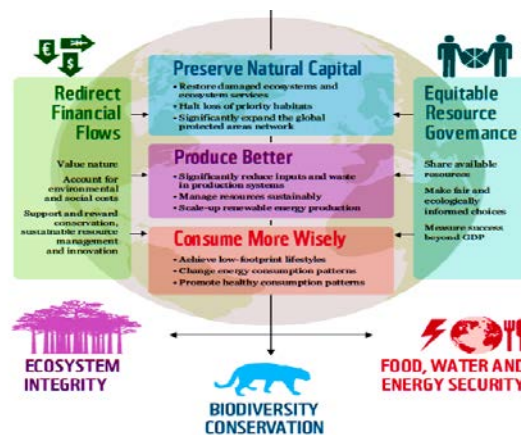 Redirect
Financial
Flows
Value nature
Account for
environmental
and social costs
Support and reward
conservation,
sustainable resource
management
and innovation
Preserve Natural Capital
• Restore damaged ecosystems and
ecosystem services
• Halt loss of priority habitats
• Significantly expand the global
protected areas network
Produce Better
• Significantly reduce inputs and waste
in production systems
• Manage resources sustainably
• Scale-up renewable energy production
Consume More Wisely
• Achieve low-footprint lifestyles
• Change energy consumption patterns
• Promote healthy consumption patterns
Equitable
Resource
Governance
Share available
resources
Make fair and
ecologically
informed choices
Measure success
beyond GDP
ECOSYSTEM
INTEGRITY
BIODIVERSITY
CONSERVATION
FOOD, WATER AND
ENERGY SECURITY